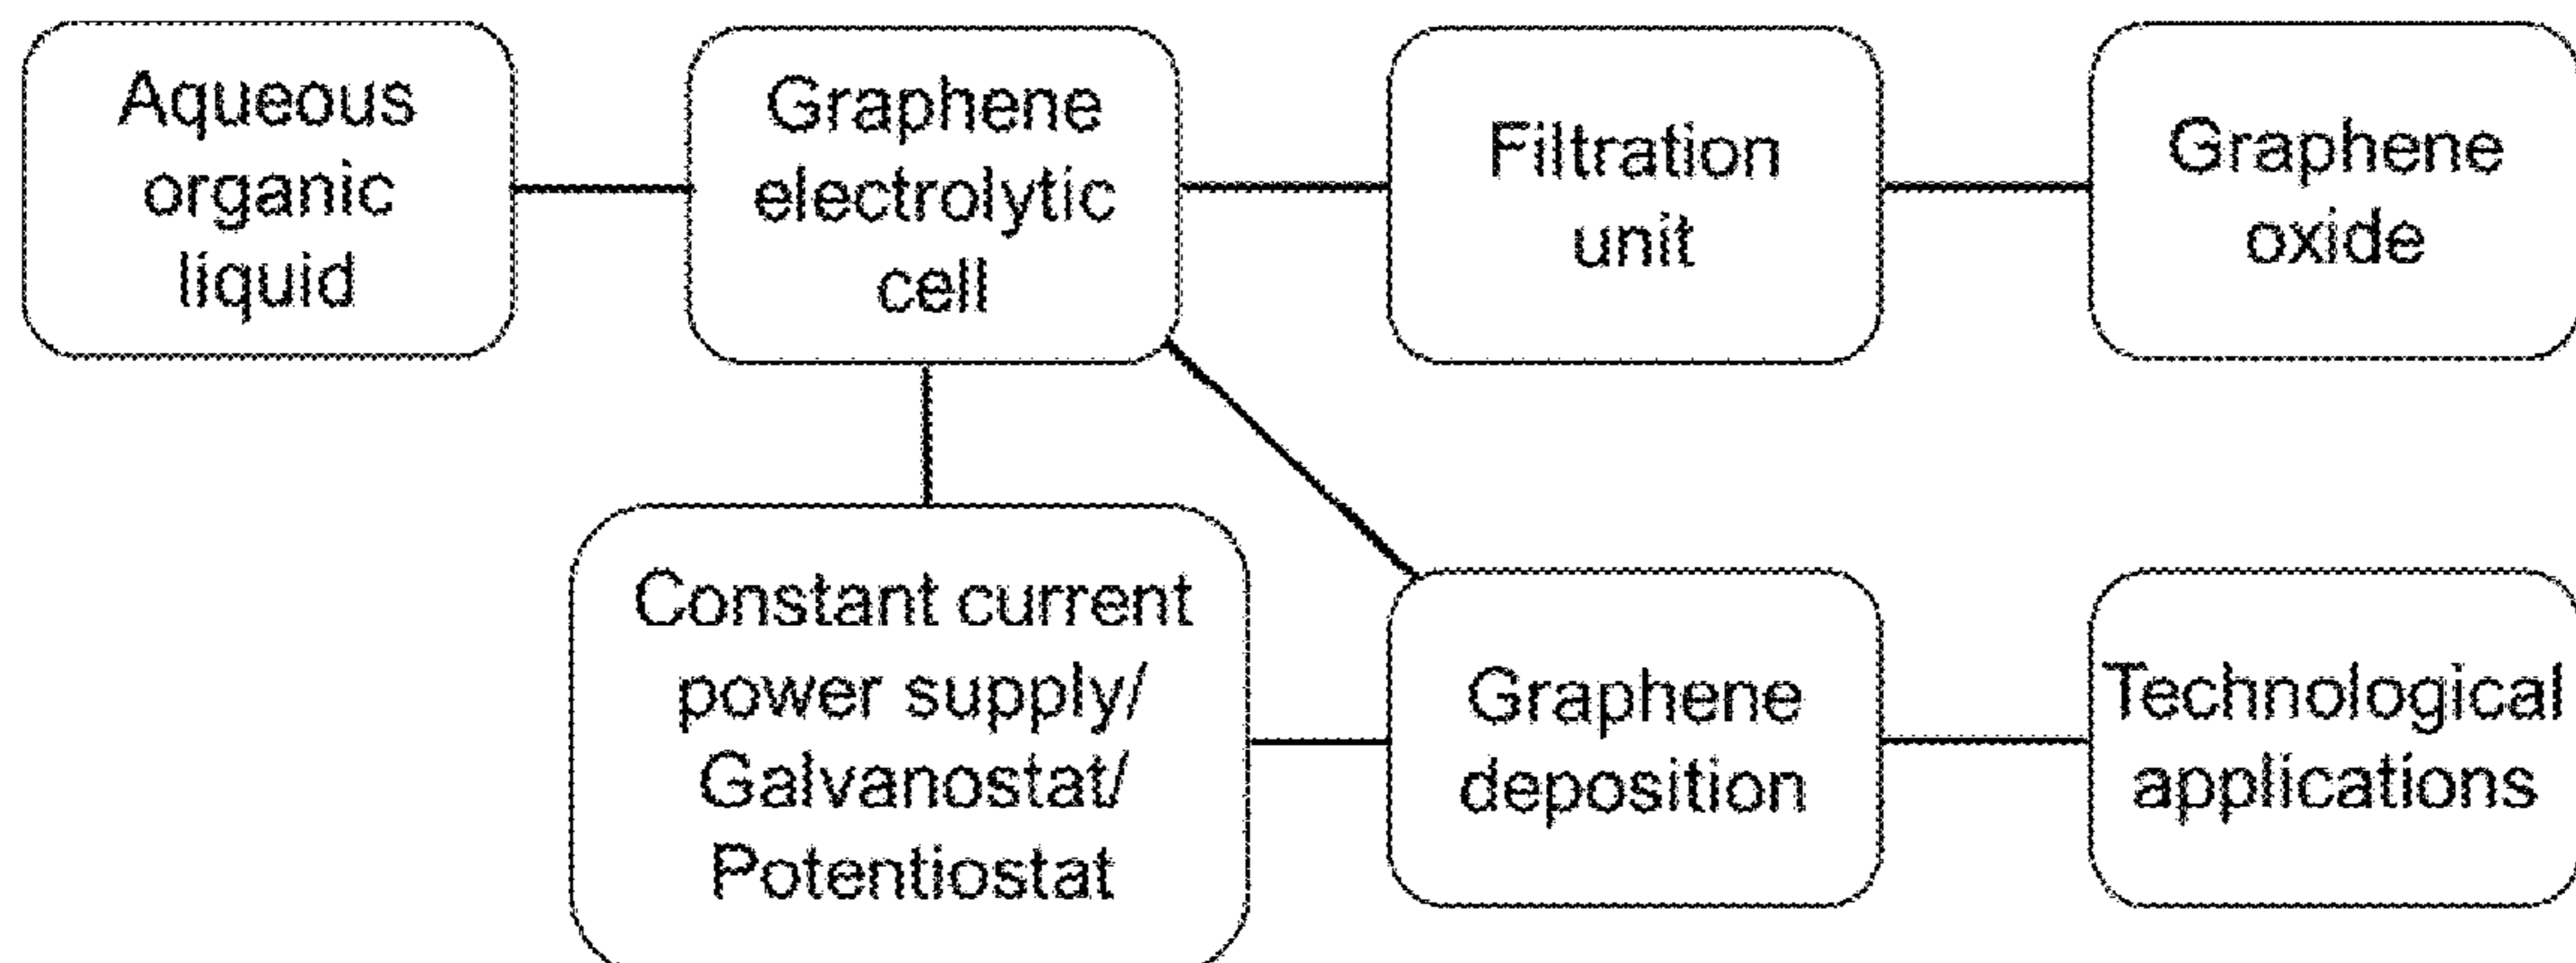 Aqueous
organic
liquid
Graphene
electrolytic
cell
Filtration
unit
Graphene
oxide
Constant current
power supply/
Galvanostat/
Potentiostat
Graphene
deposition
Technological
applications